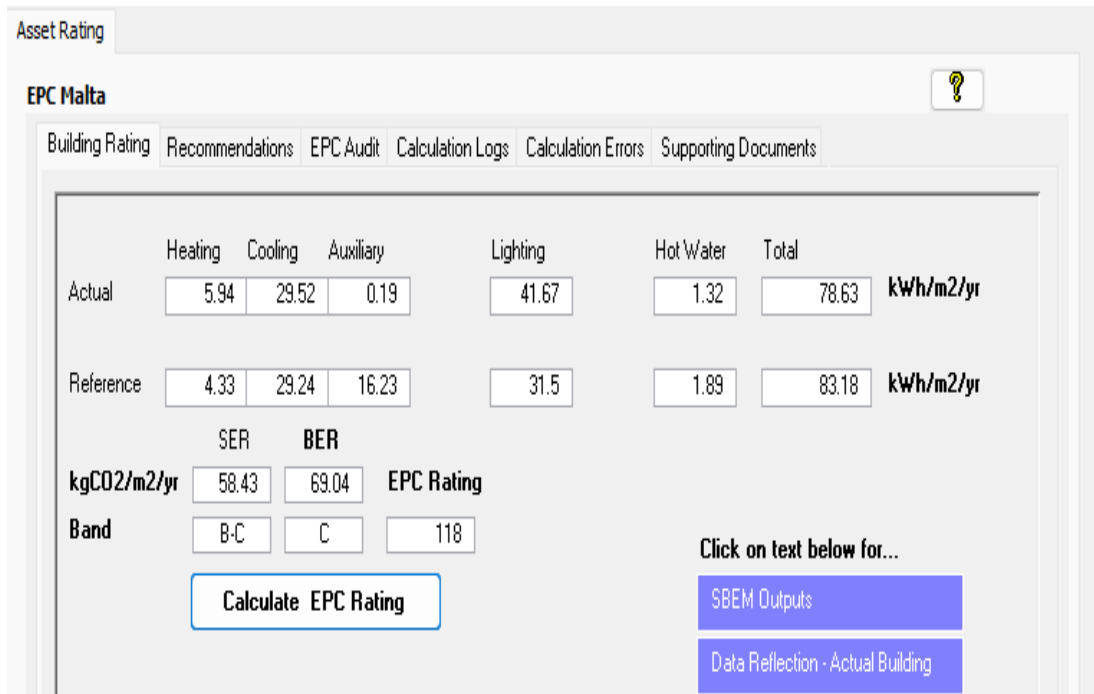 Asset Rating
EPC Malta
?
Building Rating Recommendations EPC Audit Calculation Logs Calculation Errors Supporting Documents
Heating Cooling Auxiliary Lighting Hot Water Total
Actual 5.94 29.52 0.19 41.67 1.32 78.63 kWh/m2/yr
Reference 4.33 29.24 16.23 31.5 1.89 83.18 kWh/m2/yr
SER BER
kgCO2/m2/yr 58.43 69.04 EPC Rating
Band B-C C 118
Click on text below for...
Calculate EPC Rating
SBEM Outputs
Data Reflection - Actual Building